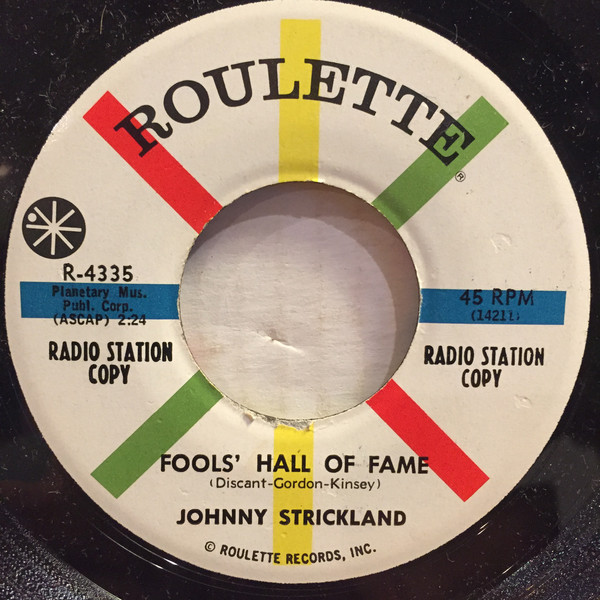 ROULETTE
®
R-4335
Planetary Mus.
Publ. Corp.
(ASCAP) 2:24
RADIO STATION
COPY
45 RPM
RADIO STATION
COPY
FOOLS' HALL OF FAME
(Discant-Gordon-Kinsey)
JOHNNY STRICKLAND
© ROULETTE RECORDS, INC.